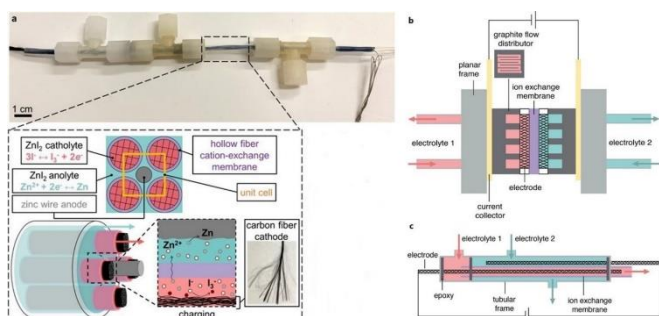 a
1 cm
ZnI₂ catholyte
3I⁻ ↔ I₃⁻ + 2e⁻
ZnI₂ anolyte
Zn²⁺ + 2e⁻ ↔ Zn
zinc wire anode
hollow fiber
cation-exchange
membrane
unit cell
Zn
Zn²⁺
I⁻
I₃⁻
charging
carbon fiber
cathode
b
graphite flow
distributor
planar
frame
ion exchange
membrane
electrolyte 1
electrolyte 2
electrode
current
collector
c
electrolyte 1
electrolyte 2
electrode
epoxy
tubular
frame
ion exchange
membrane